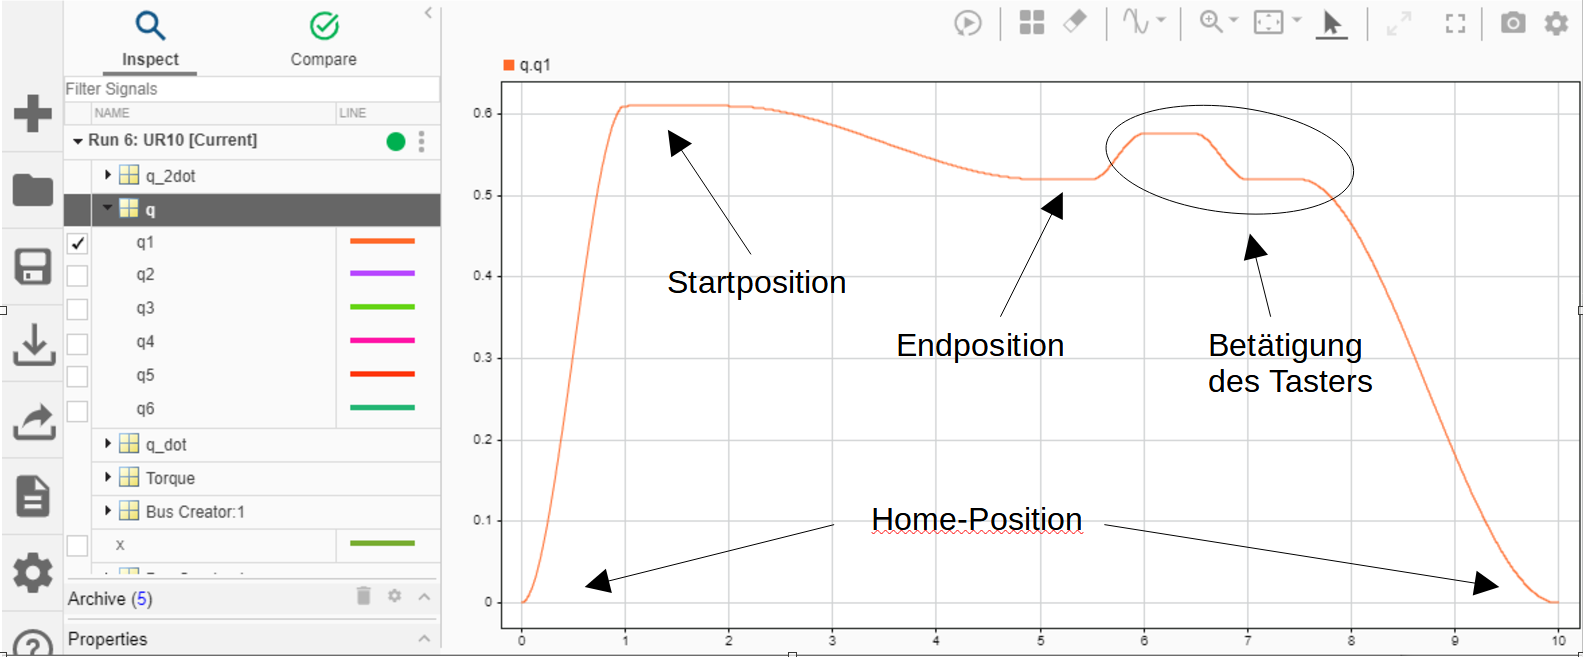 Inspect
Compare
Filter Signals
NAME
LINE
Run 6: UR10 [Current]
q_2dot
q
q1
q2
q3
q4
q5
q6
q_dot
Torque
Bus Creator:1
x
Archive (5)
Properties
q.q1
0.6
0.5
0.4
0.3
0.2
0.1
0
0 1 2 3 4 5 6 7 8 9 10
Startposition
Endposition
Betätigung
des Tasters
Home-Position